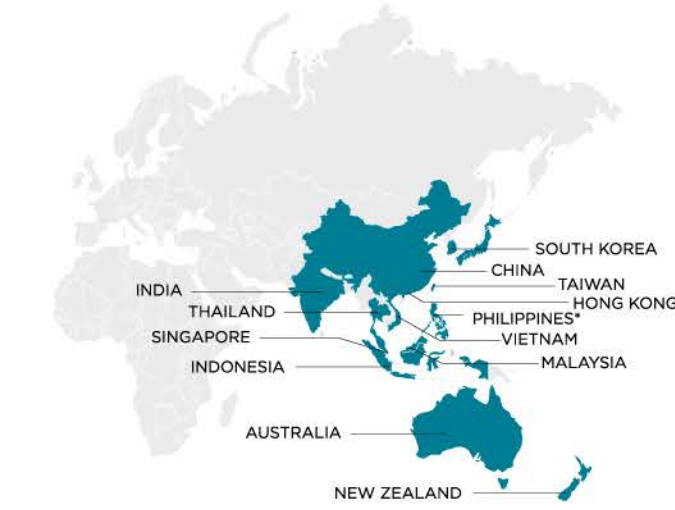 SOUTH KOREA
CHINA
INDIA
TAIWAN
HONG KONG
THAILAND
PHILIPPINES*
SINGAPORE
VIETNAM
MALAYSIA
INDONESIA
AUSTRALIA
NEW ZEALAND